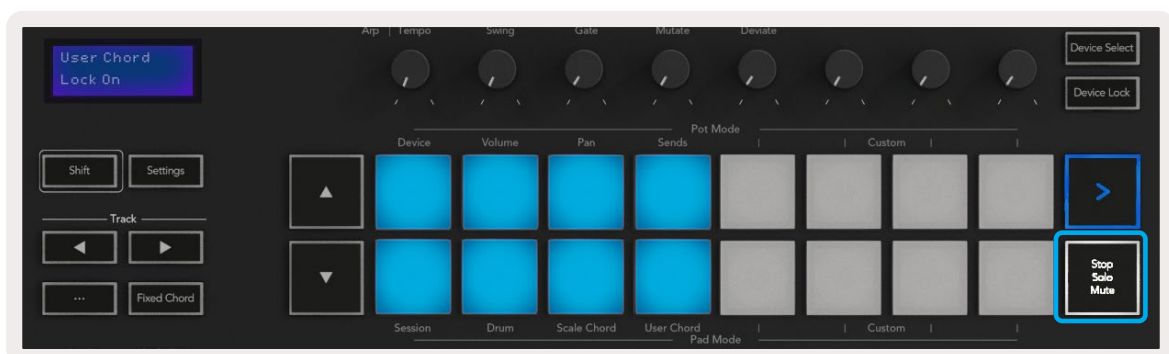 Arp | Tempo Swing Gate Mutate Deviate
User Chord
Lock On
Device Select
Device Lock
Pot Mode
Device Volume Pan Sends | | Custom | |
Shift Settings
▲
>
Track
◀ ▶
▼
Stop
Solo
Mute
... Fixed Chord
Session Drum Scale Chord User Chord | | Custom | |
Pad Mode